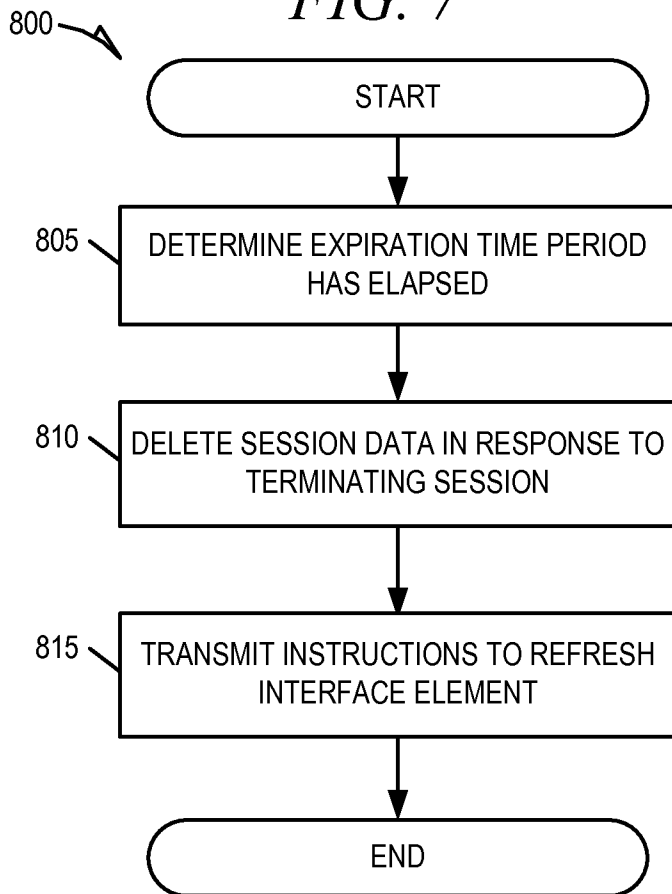 FIG. 7
800
START
805
DETERMINE EXPIRATION TIME PERIOD
HAS ELAPSED
810
DELETE SESSION DATA IN RESPONSE TO
TERMINATING SESSION
815
TRANSMIT INSTRUCTIONS TO REFRESH
INTERFACE ELEMENT
END